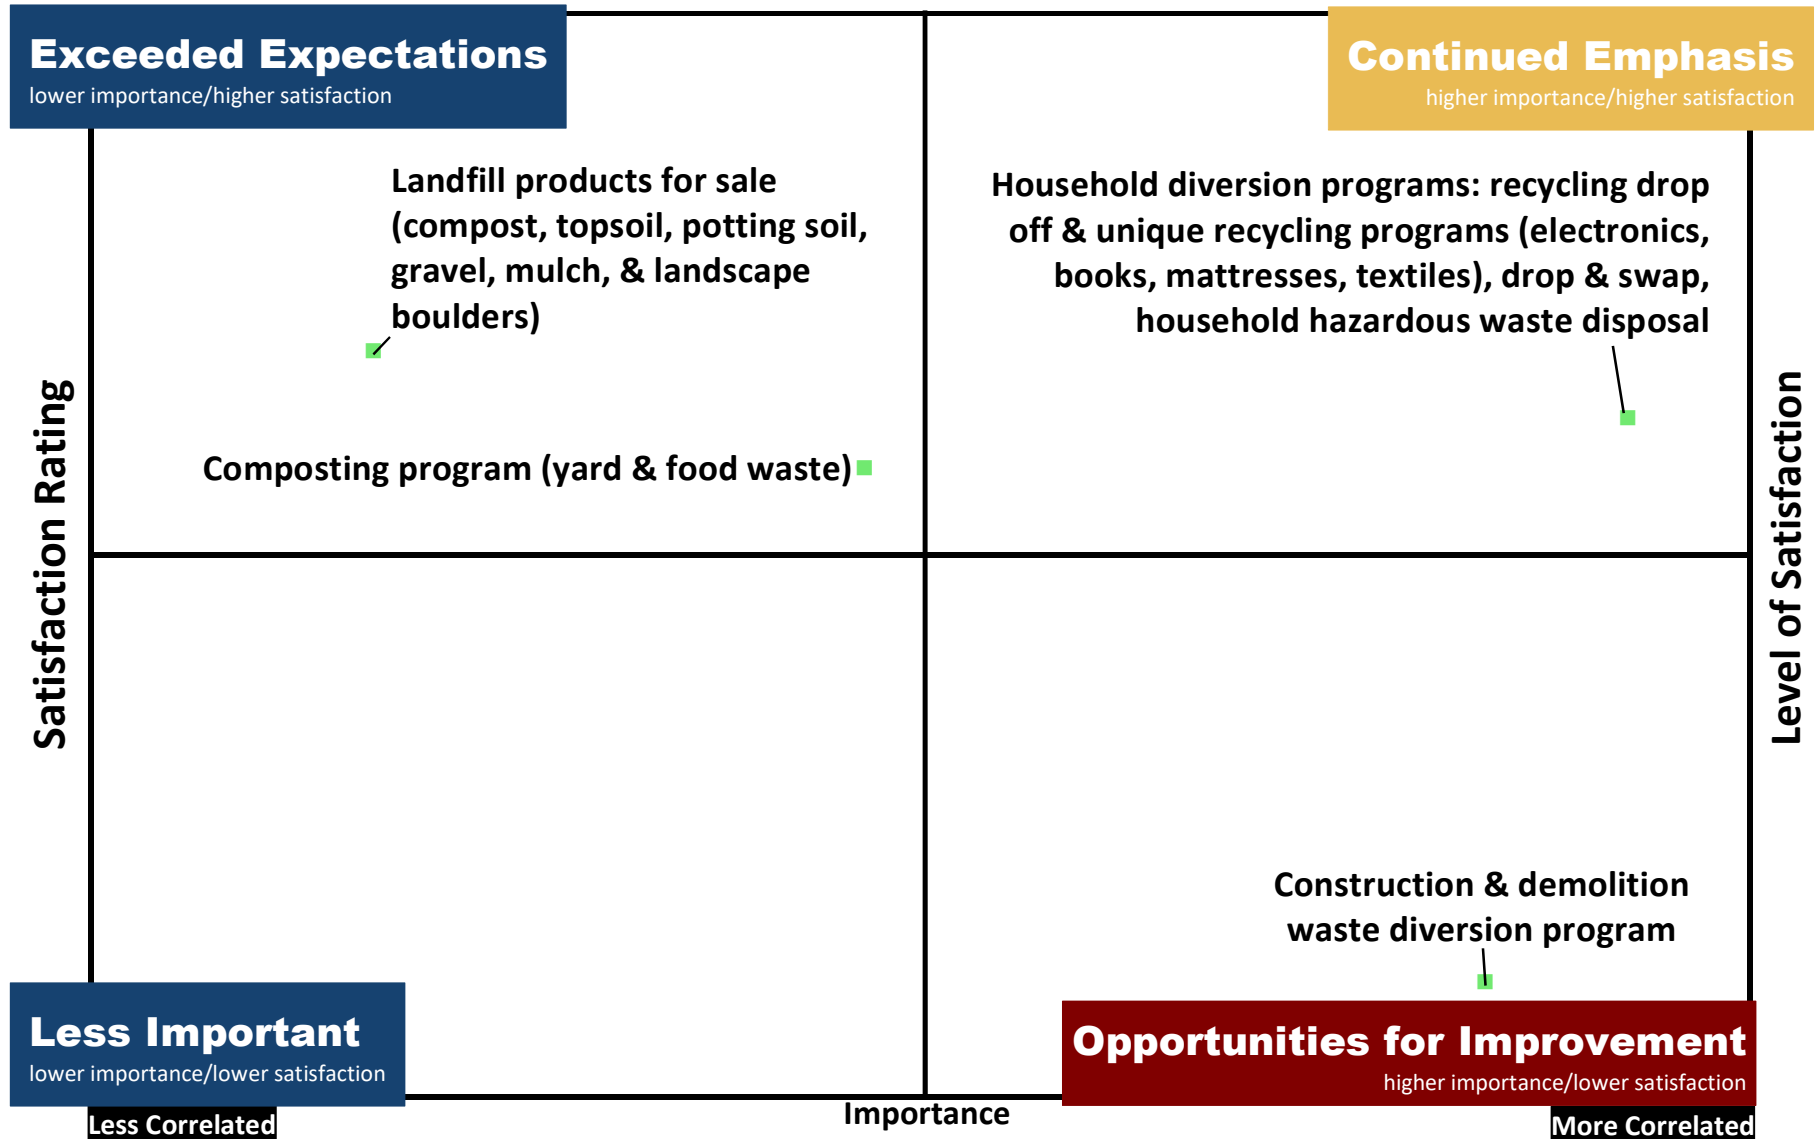 Exceeded Expectations
lower importance/higher satisfaction
Continued Emphasis
higher importance/higher satisfaction
Landfill products for sale
(compost, topsoil, potting soil,
gravel, mulch, & landscape
boulders)
Household diversion programs: recycling drop
off & unique recycling programs (electronics,
books, mattresses, textiles), drop & swap,
household hazardous waste disposal
Composting program (yard & food waste)
Satisfaction Rating
Level of Satisfaction
Construction & demolition
waste diversion program
Less Important
lower importance/lower satisfaction
Opportunities for Improvement
higher importance/lower satisfaction
Less Correlated
Importance
More Correlated